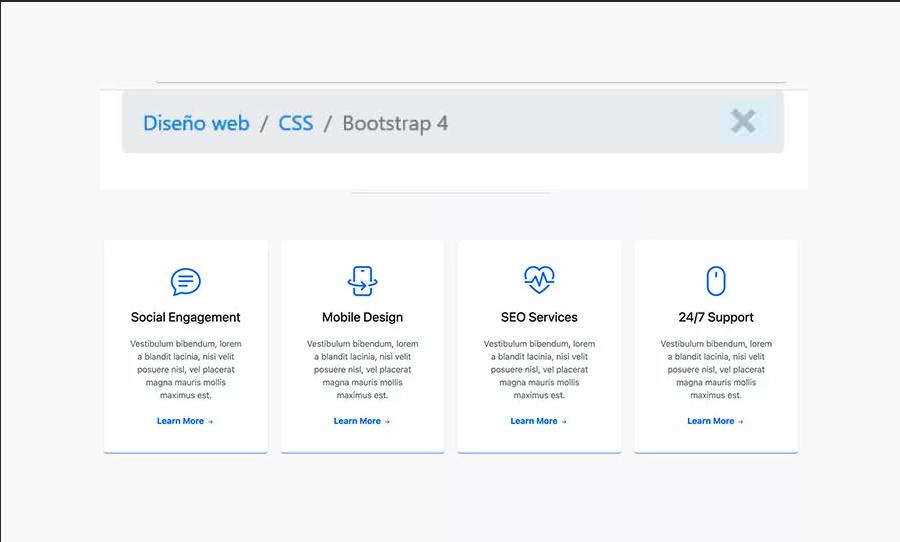 Diseño web / CSS / Bootstrap 4
Social Engagement
Vestibulum bibendum, lorem
a blandit lacinia, nisi velit
posuere nisl, vel placerat
magna mauris mollis
maximus est.
Learn More →
Mobile Design
Vestibulum bibendum, lorem
a blandit lacinia, nisi velit
posuere nisl, vel placerat
magna mauris mollis
maximus est.
Learn More →
SEO Services
Vestibulum bibendum, lorem
a blandit lacinia, nisi velit
posuere nisl, vel placerat
magna mauris mollis
maximus est.
Learn More →
24/7 Support
Vestibulum bibendum, lorem
a blandit lacinia, nisi velit
posuere nisl, vel placerat
magna mauris mollis
maximus est.
Learn More →